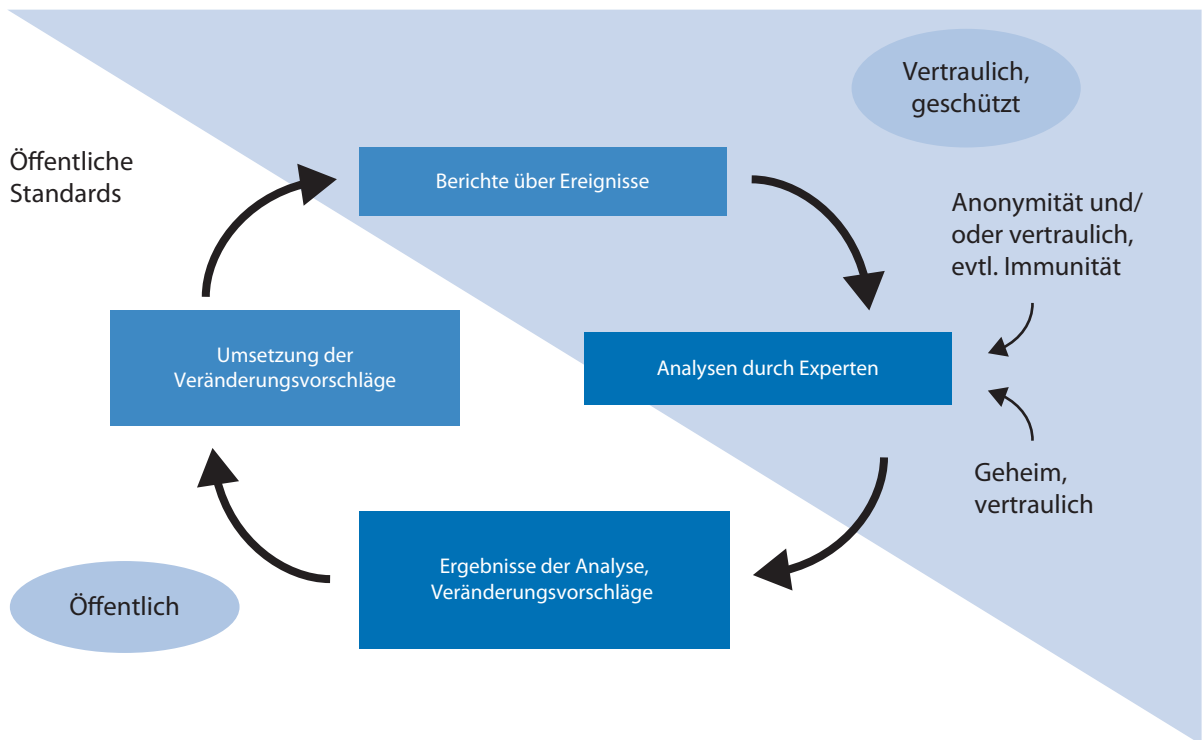 Vertraulich,
geschützt
Öffentliche
Standards
Berichte über Ereignisse
Anonymität und/
oder vertraulich,
evtl. Immunität
Umsetzung der
Veränderungsvorschläge
Analysen durch Experten
Geheim,
vertraulich
Ergebnisse der Analyse,
Veränderungsvorschläge
Öffentlich